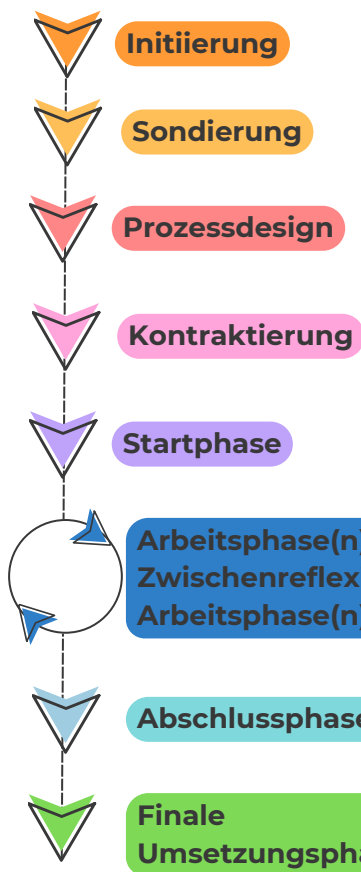 Initiierung
Sondierung
Prozessdesign
Kontraktierung
Startphase
Arbeitsphase(n)
Zwischenreflex
Arbeitsphase(n)
Abschlussphase
Finale
Umsetzungspha